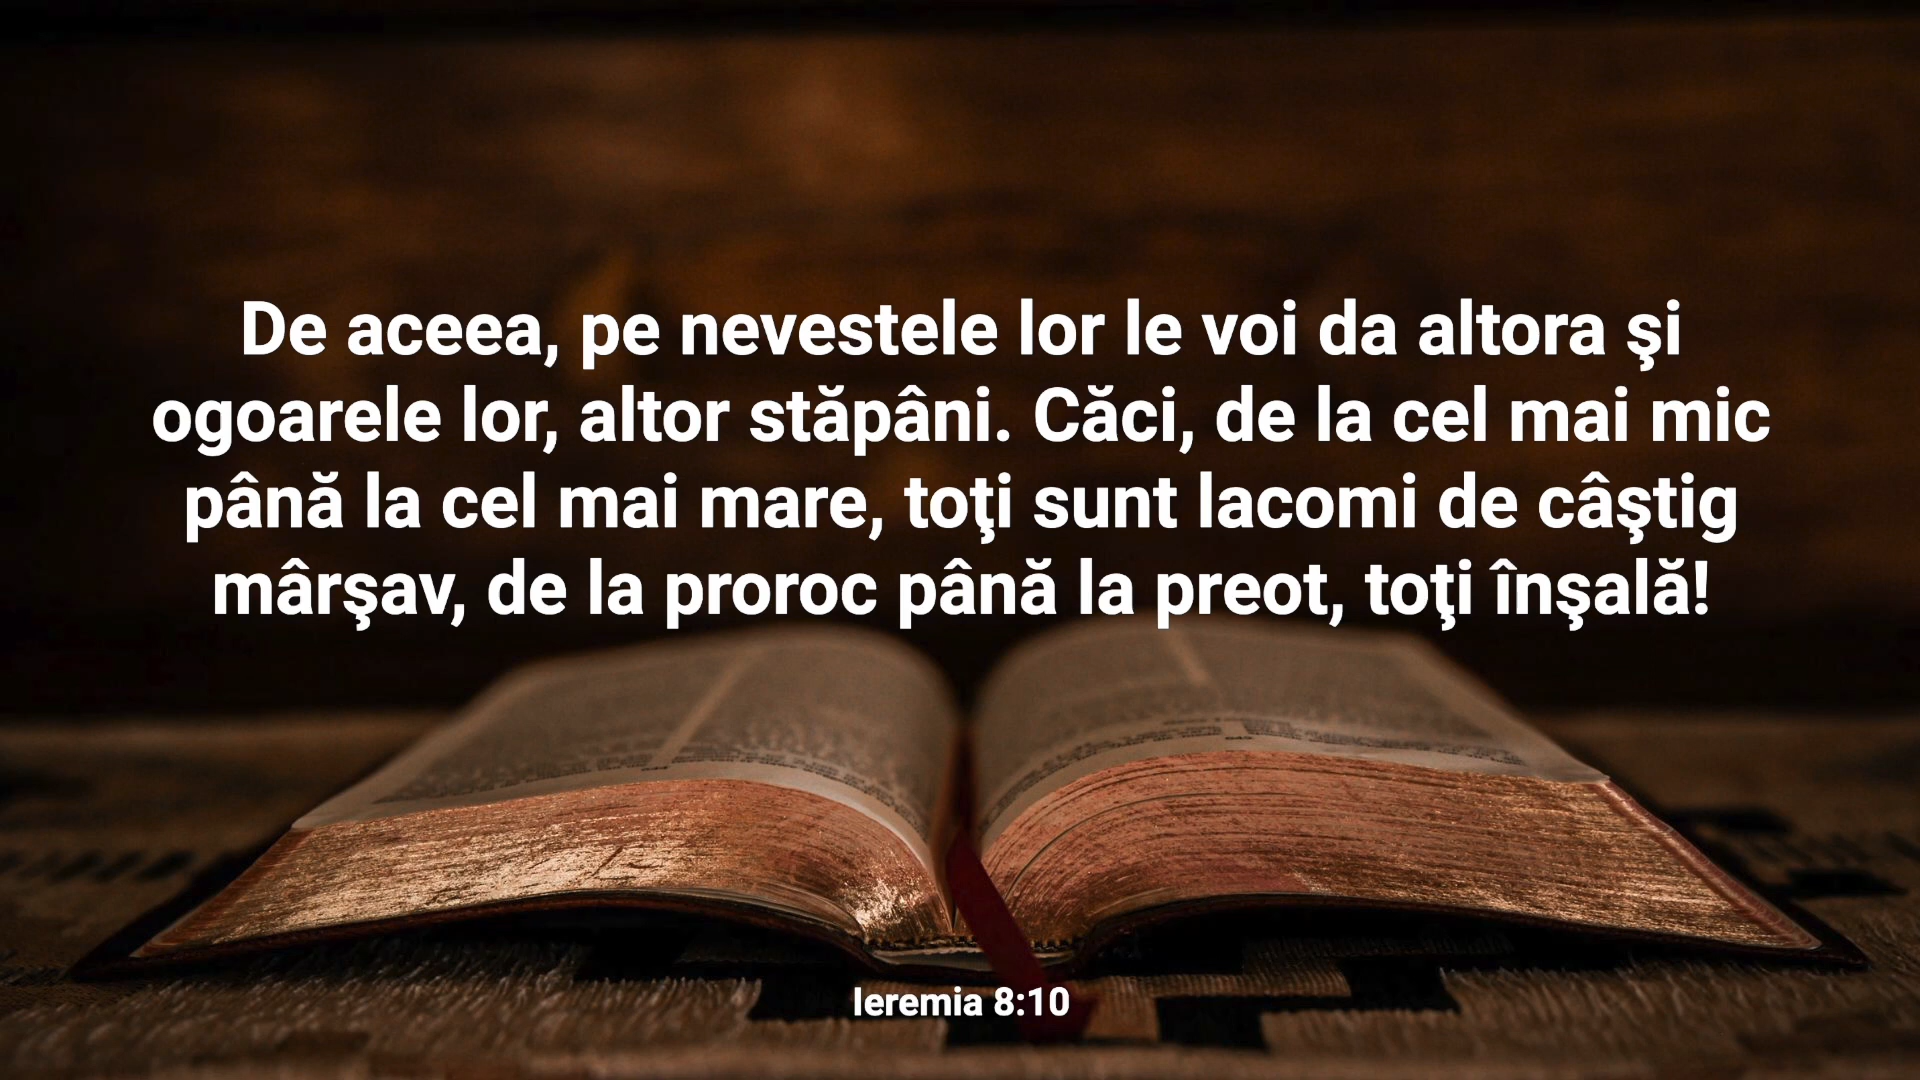 De aceea, pe nevestele lor le voi da altora şi
ogoarele lor, altor stăpâni. Căci, de la cel mai mic
până la cel mai mare, toţi sunt lacomi de câştig
mârşav, de la proroc până la preot, toţi înşală!
Ieremia 8:10